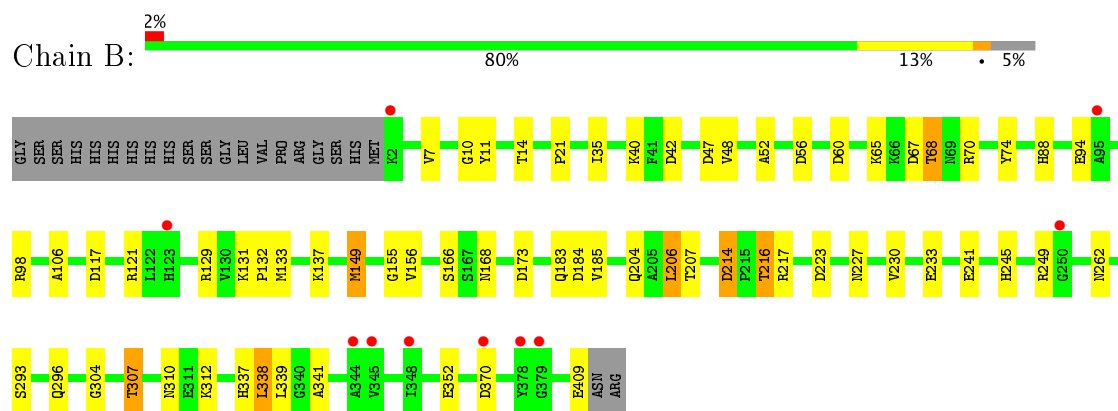 2%
Chain B:
80% 13% • 5%
GLY SER SER HIS HIS HIS HIS HIS HIS SER SER GLY LEU VAL PRO ARG GLY SER HIS MET K2 V7 G10 Y11 T14 P21 I35 K40 F41 D42 D47 V48 A52 D56 D60 K65 K66 D67 T68 N69 R70 Y74 H88 E94 A95
R98 A106 D117 R121 L122 H123 R129 V130 K131 P132 M133 K137 M149 G155 V156 S166 S167 N168 D173 Q183 D184 V185 Q204 A205 L206 T207 D214 P215 T216 R217 D223 N227 V230 E233 E241 H245 R249 G250 N262
S293 Q296 G304 T307 N310 E311 K312 H337 L338 L339 G340 A341 A344 V345 I348 E352 D370 Y378 G379 E409 ASN ARG